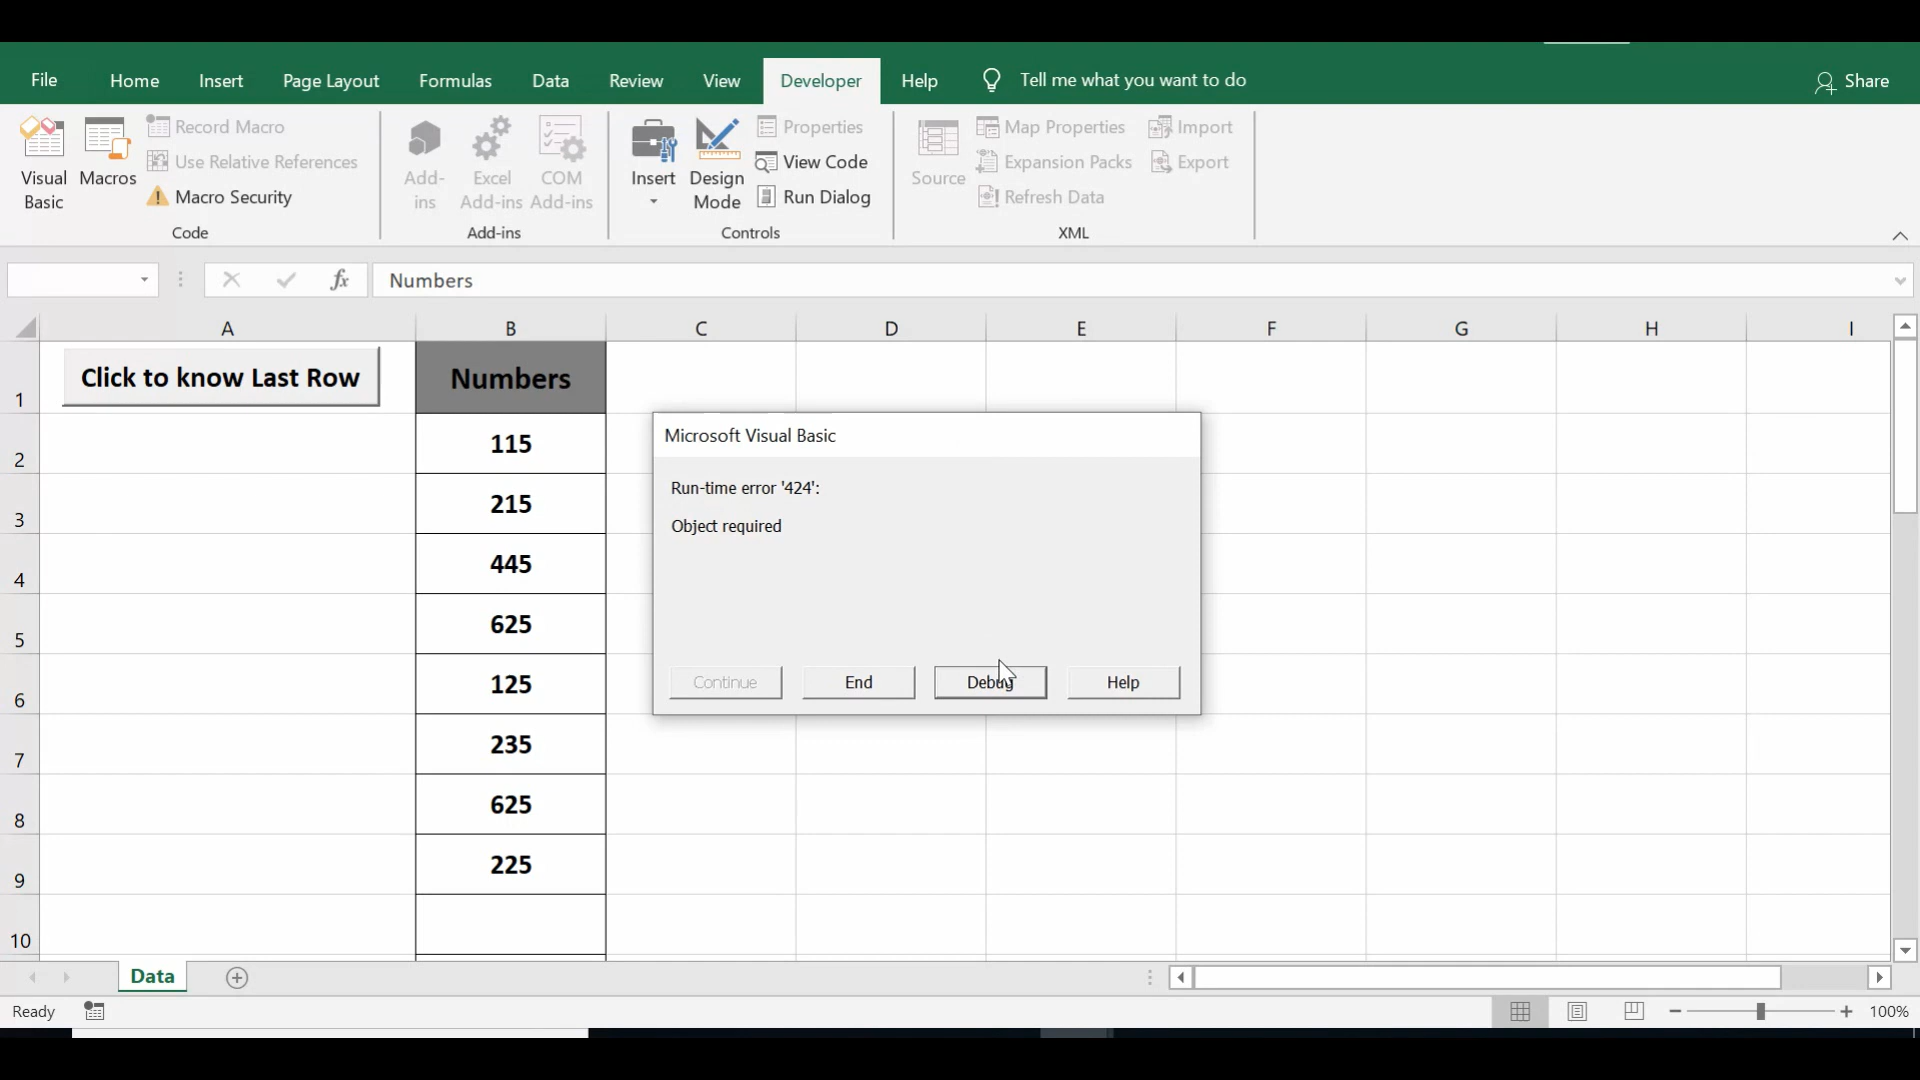 File Home Insert Page Layout Formulas Data Review View Developer Help Tell me what you want to do Share
Visual Basic
Macros
Record Macro
Use Relative References
Macro Security
Code
Add-ins
Excel Add-ins
COM Add-ins
Add-ins
Insert
Design Mode
Properties
View Code
Run Dialog
Controls
Source
Map Properties
Expansion Packs
Refresh Data
Import
Export
XML
fx Numbers
A B C D E F G H I
Click to know Last Row
1 Numbers
2 115
3 215
4 445
5 625
6 125
7 235
8 625
9 225
10
Microsoft Visual Basic
Run-time error '424':
Object required
Continue End Debug Help
Data
Ready 100%